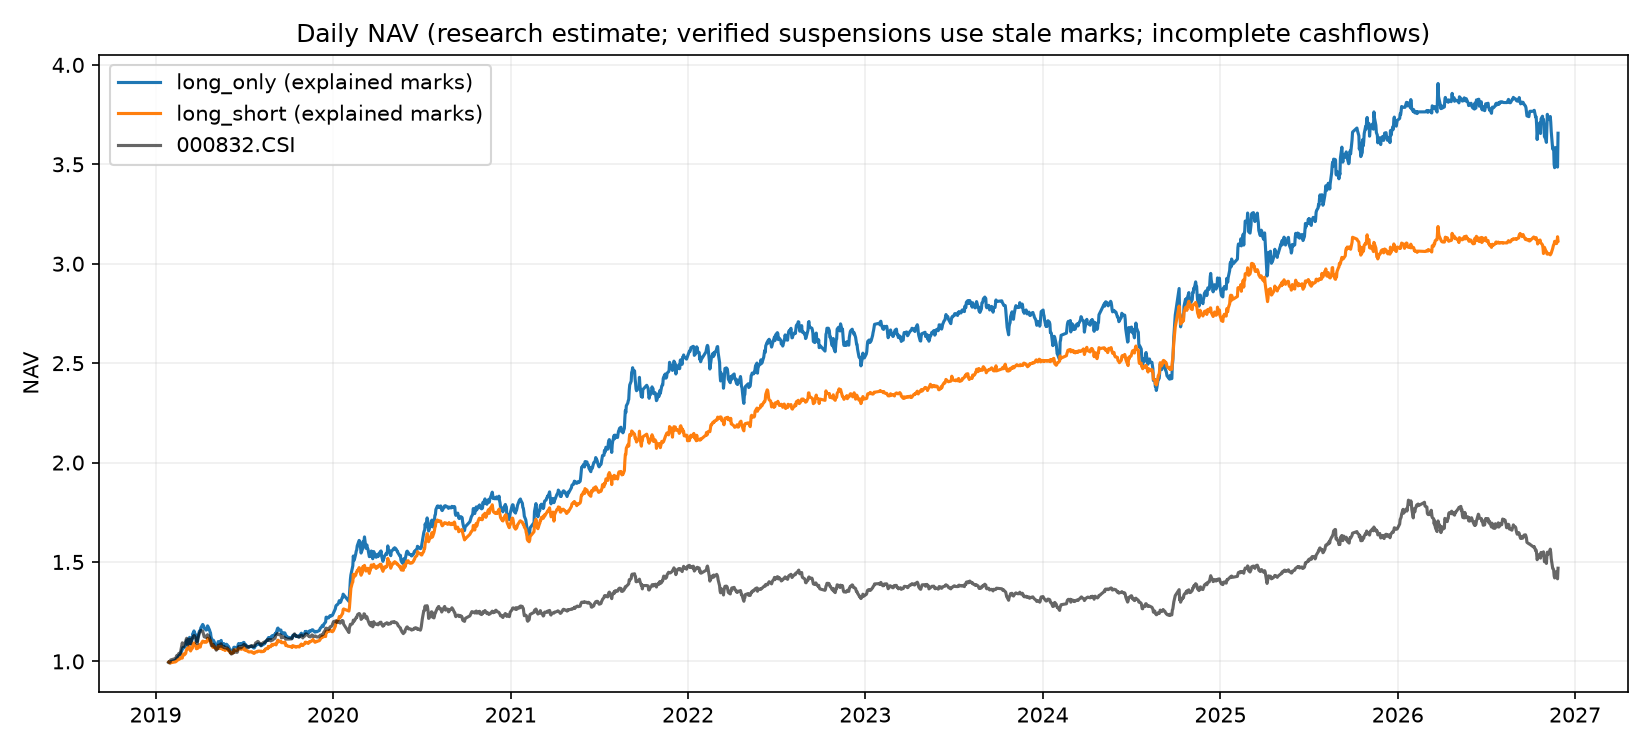 Daily NAV (research estimate; verified suspensions use stale marks; incomplete cashflows)
long_only (explained marks)
long_short (explained marks)
000832.CSI
NAV
4.0
3.5
3.0
2.5
2.0
1.5
1.0
2019 2020 2021 2022 2023 2024 2025 2026 2027